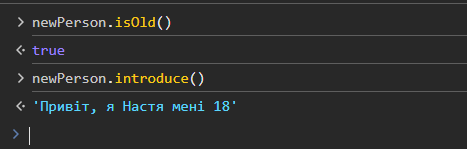 newPerson.isOld()
true
newPerson.introduce()
'Привіт, я Настя мені 18'